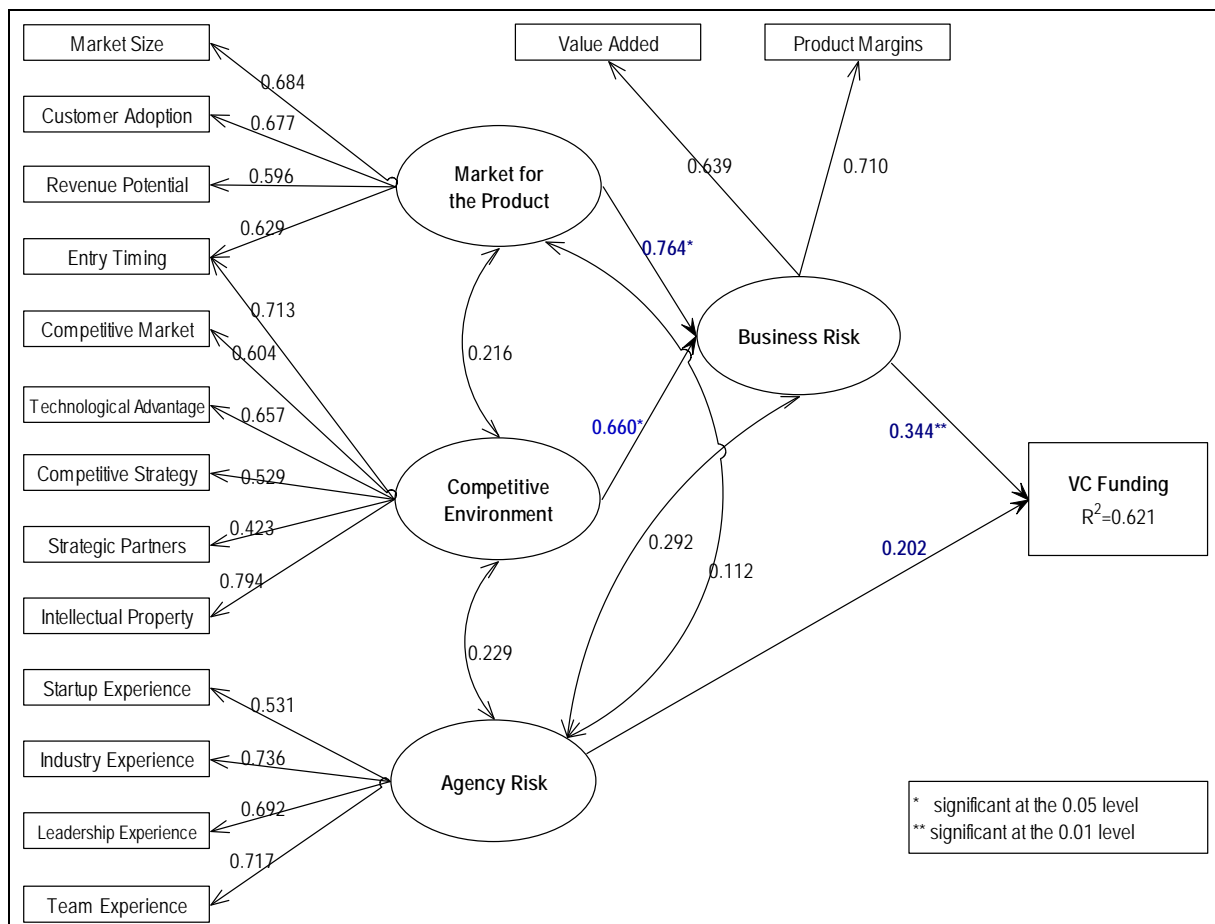 Market Size
Value Added
Product Margins
0.684
Customer Adoption
0.677
Market for
the Product
0.639
0.710
Revenue Potential
0.596
0.629
Entry Timing
0.764*
0.713
Competitive Market
0.604
Business Risk
0.216
Technological Advantage
0.657
0.660*
0.344**
Competitive Strategy
0.529
Competitive
Environment
VC Funding
R²=0.621
Strategic Partners
0.423
0.292
0.202
0.112
0.794
Intellectual Property
0.229
Startup Experience
0.531
Industry Experience
0.736
Agency Risk
0.692
Leadership Experience
0.717
Team Experience
* significant at the 0.05 level
** significant at the 0.01 level